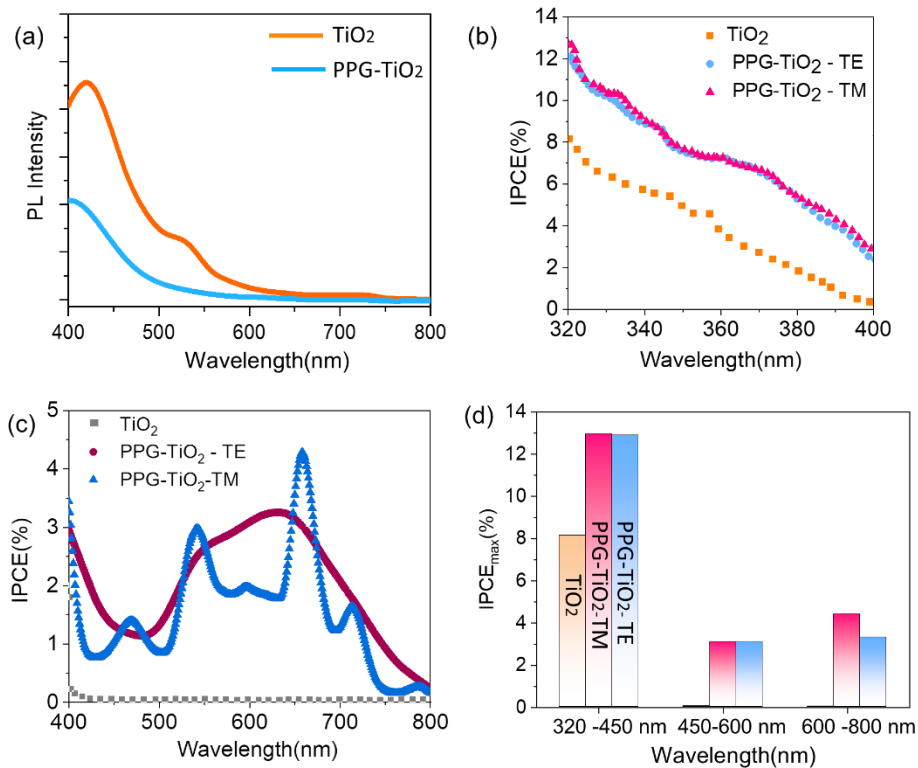 (a)
TiO2
PPG-TiO2
PL Intensity
400 500 600 700 800
Wavelength(nm)
(b)
TiO2
PPG-TiO2 - TE
PPG-TiO2 - TM
IPCE(%)
14
12
10
8
6
4
2
0
320 340 360 380 400
Wavelength(nm)
(c)
TiO2
PPG-TiO2 - TE
PPG-TiO2-TM
IPCE(%)
5
4
3
2
1
0
400 500 600 700 800
Wavelength(nm)
(d)
IPCEmax(%)
14
12
10
8
6
4
2
0
TiO2
PPG-TiO2-TM
PPG-TiO2- TE
320 -450 nm 450-600 nm 600 -800 nm
Wavelength(nm)